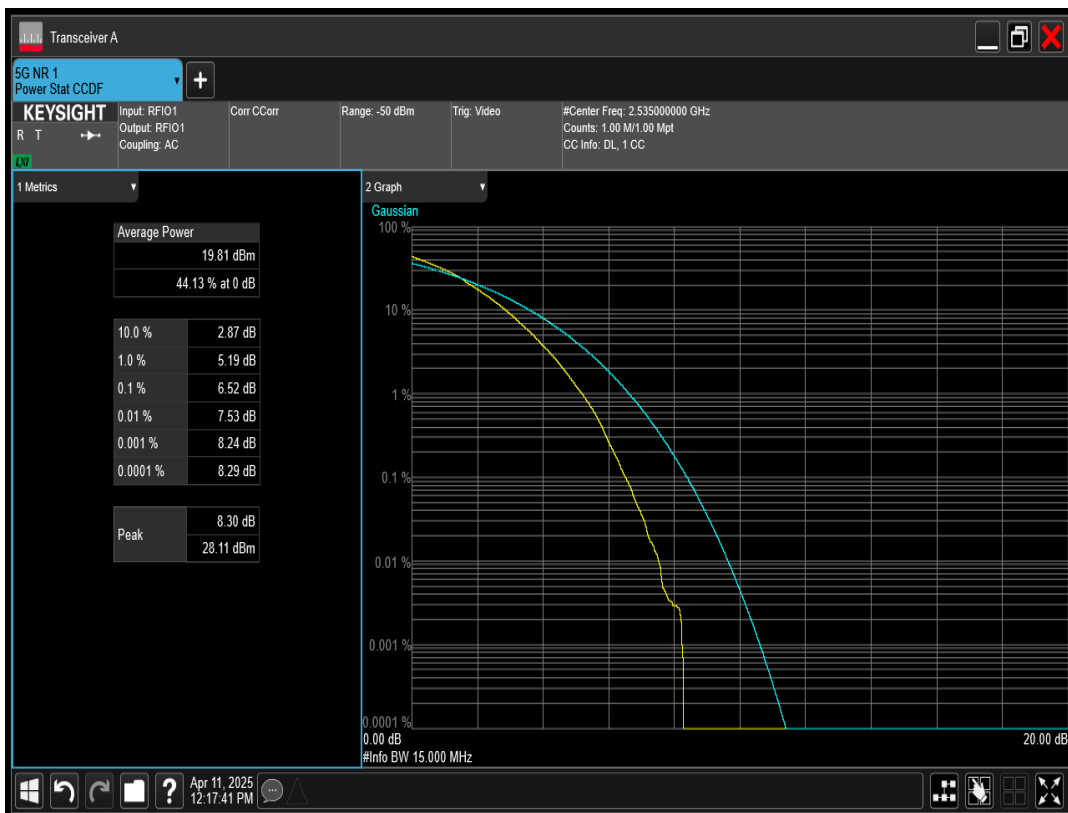 Transceiver A
5G NR 1
Power Stat CCDF
+
KEYSIGHT
R T
LXI
Input: RFIO1
Output: RFIO1
Coupling: AC
Corr CCorr
Range: -50 dBm
Trig: Video
#Center Freq: 2.535000000 GHz
Counts: 1.00 M/1.00 Mpt
CC Info: DL, 1 CC
1 Metrics
Average Power
19.81 dBm
44.13 % at 0 dB
10.0 % 2.87 dB
1.0 % 5.19 dB
0.1 % 6.52 dB
0.01 % 7.53 dB
0.001 % 8.24 dB
0.0001 % 8.29 dB
Peak
8.30 dB
28.11 dBm
2 Graph
Gaussian
100 %
10 %
1 %
0.1 %
0.01 %
0.001 %
0.0001 %
0.00 dB 20.00 dB
#Info BW 15.000 MHz
?
Apr 11, 2025
12:17:41 PM